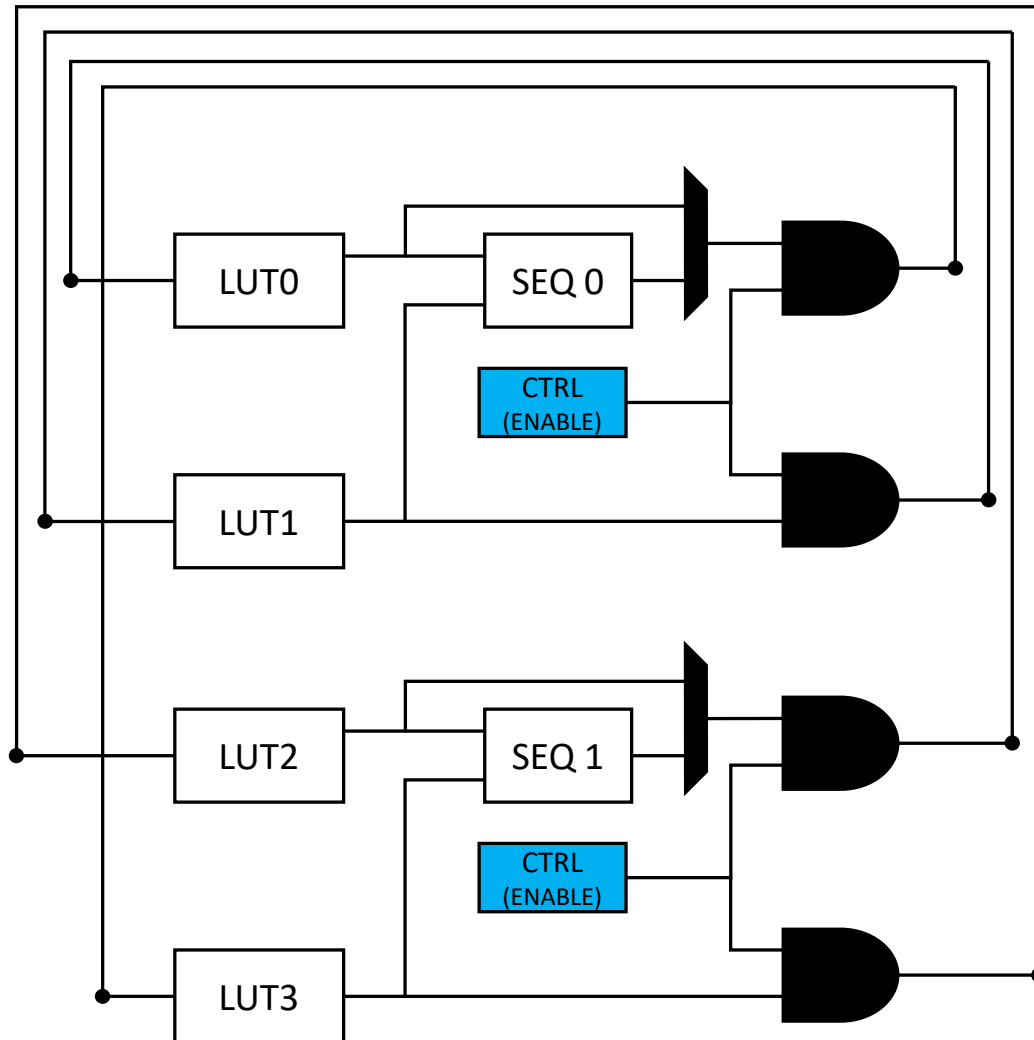 LUT0
SEQ 0
CTRL
(ENABLE)
LUT1
LUT2
SEQ 1
CTRL
(ENABLE)
LUT3